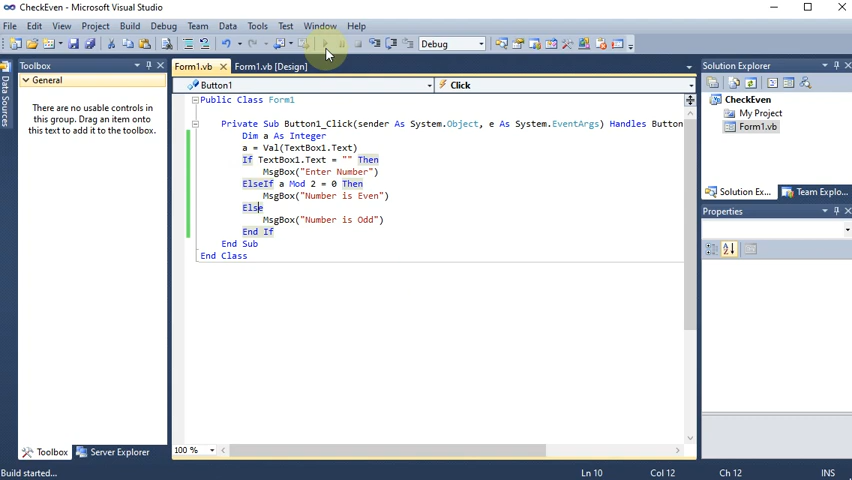 CheckEven - Microsoft Visual Studio
File Edit View Project Build Debug Team Data Tools Test Window Help
Debug
Data Sources
Toolbox
General
There are no usable controls in
this group. Drag an item onto
this text to add it to the toolbox.
Toolbox Server Explorer
Form1.vb Form1.vb [Design]
Button1 Click
Public Class Form1
Private Sub Button1_Click(sender As System.Object, e As System.EventArgs) Handles Button
Dim a As Integer
a = Val(TextBox1.Text)
If TextBox1.Text = "" Then
MsgBox("Enter Number")
ElseIf a Mod 2 = 0 Then
MsgBox("Number is Even")
Else
MsgBox("Number is Odd")
End If
End Sub
End Class
100 %
Solution Explorer
CheckEven
My Project
Form1.vb
Solution Ex... Team Explo...
Properties
Build started... Ln 10 Col 12 Ch 12 INS